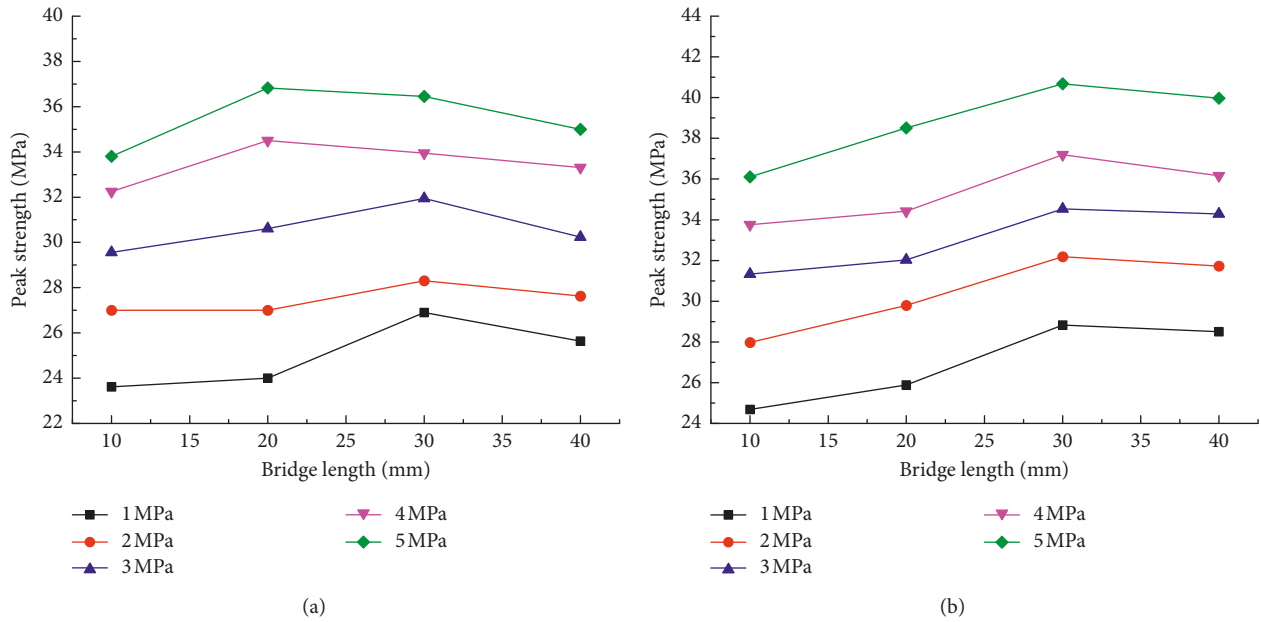 40
38
36
34
32
30
28
26
24
22
Peak strength (MPa)
10 15 20 25 30 35 40
Bridge length (mm)
1 MPa
2 MPa
3 MPa
4 MPa
5 MPa
(a)
44
42
40
38
36
34
32
30
28
26
24
Peak strength (MPa)
10 15 20 25 30 35 40
Bridge length (mm)
1 MPa
2 MPa
3 MPa
4 MPa
5 MPa
(b)